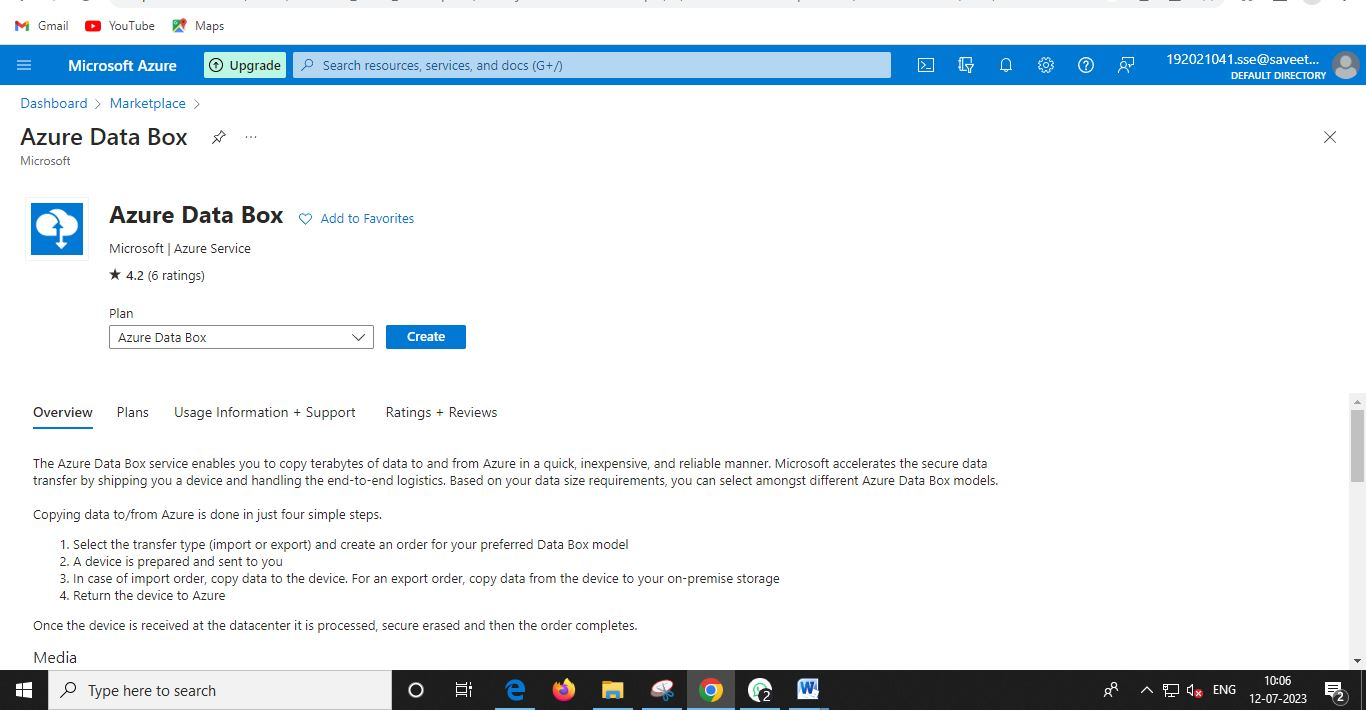 Gmail YouTube Maps
Microsoft Azure Upgrade Search resources, services, and docs (G+/) 192021041.sse@saveet...
DEFAULT DIRECTORY
Dashboard > Marketplace >
Azure Data Box ...
Microsoft
Azure Data Box Add to Favorites
Microsoft | Azure Service
★ 4.2 (6 ratings)
Plan
Azure Data Box Create
Overview Plans Usage Information + Support Ratings + Reviews
The Azure Data Box service enables you to copy terabytes of data to and from Azure in a quick, inexpensive, and reliable manner. Microsoft accelerates the secure data
transfer by shipping you a device and handling the end-to-end logistics. Based on your data size requirements, you can select amongst different Azure Data Box models.
Copying data to/from Azure is done in just four simple steps.
1. Select the transfer type (import or export) and create an order for your preferred Data Box model
2. A device is prepared and sent to you
3. In case of import order, copy data to the device. For an export order, copy data from the device to your on-premise storage
4. Return the device to Azure
Once the device is received at the datacenter it is processed, secure erased and then the order completes.
Media
Type here to search 2 ENG 10:06
12-07-2023 2